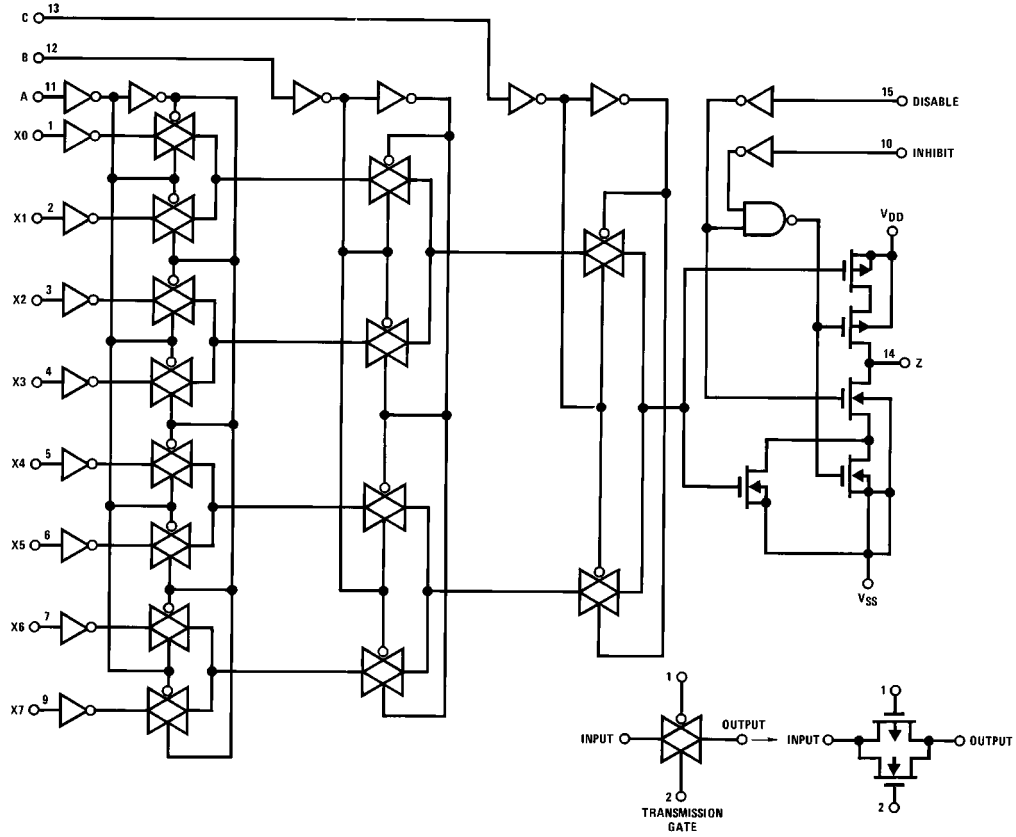 C 13
B 12
A 11
15 DISABLE
X0 1
10 INHIBIT
X1 2
VDD
X2 3
14 Z
X3 4
X4 5
X5 6
VSS
X6 7
X7 9
1
1
OUTPUT
INPUT
INPUT
OUTPUT
2
2
TRANSMISSION
GATE